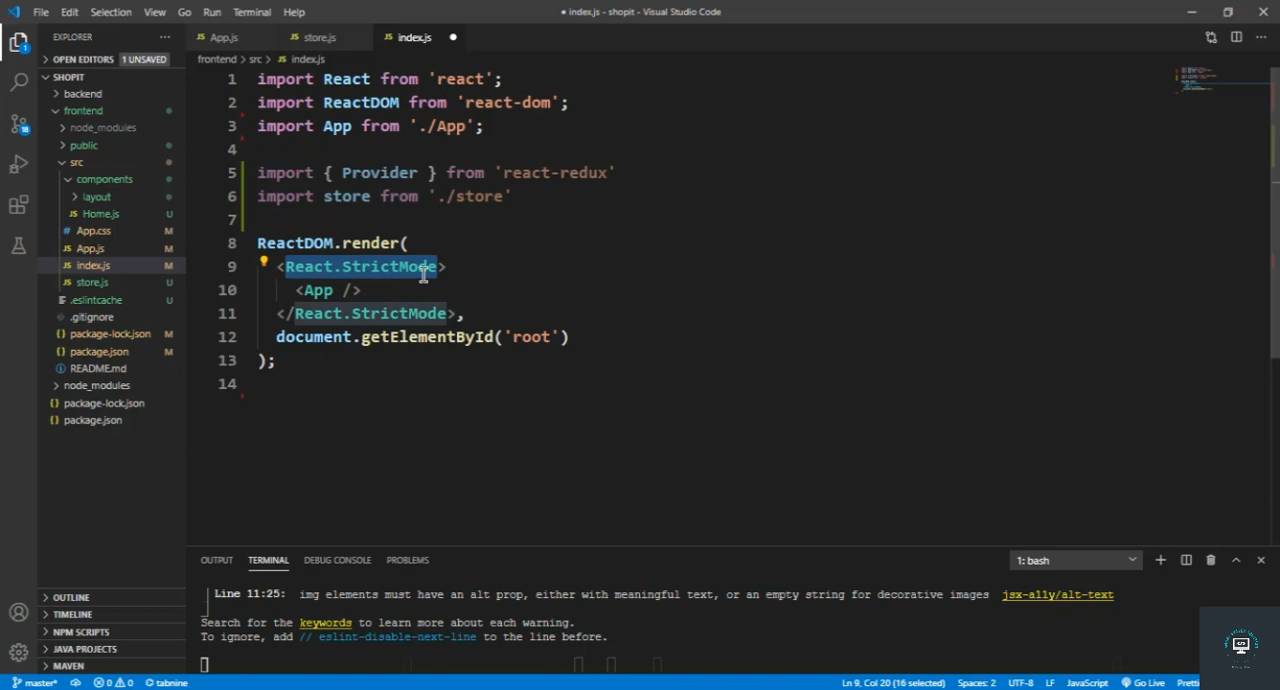 File Edit Selection View Go Run Terminal Help
● index.js - shopit - Visual Studio Code
EXPLORER
JS App.js
JS store.js
JS index.js
OPEN EDITORS 1 UNSAVED
frontend > src > JS index.js
SHOPIT
backend
frontend
node_modules
public
src
components
layout
JS Home.js U
# App.css M
JS App.js M
JS index.js M
JS store.js U
.eslintcache U
.gitignore
{} package-lock.json M
{} package.json M
README.md
node_modules
{} package-lock.json
{} package.json
OUTLINE
TIMELINE
NPM SCRIPTS
JAVA PROJECTS
MAVEN
1 import React from 'react';
2 import ReactDOM from 'react-dom';
3 import App from './App';
4
5 import { Provider } from 'react-redux'
6 import store from './store'
7
8 ReactDOM.render(
9 <React.StrictMode>
10 <App />
11 </React.StrictMode>,
12 document.getElementById('root')
13 );
14
OUTPUT TERMINAL DEBUG CONSOLE PROBLEMS
1: bash
Line 11:25: img elements must have an alt prop, either with meaningful text, or an empty string for decorative images jsx-a11y/alt-text
Search for the keywords to learn more about each warning.
To ignore, add // eslint-disable-next-line to the line before.
master* 0 0 tabnine
Ln 9, Col 20 (16 selected) Spaces: 2 UTF-8 LF JavaScript Go Live Pretti